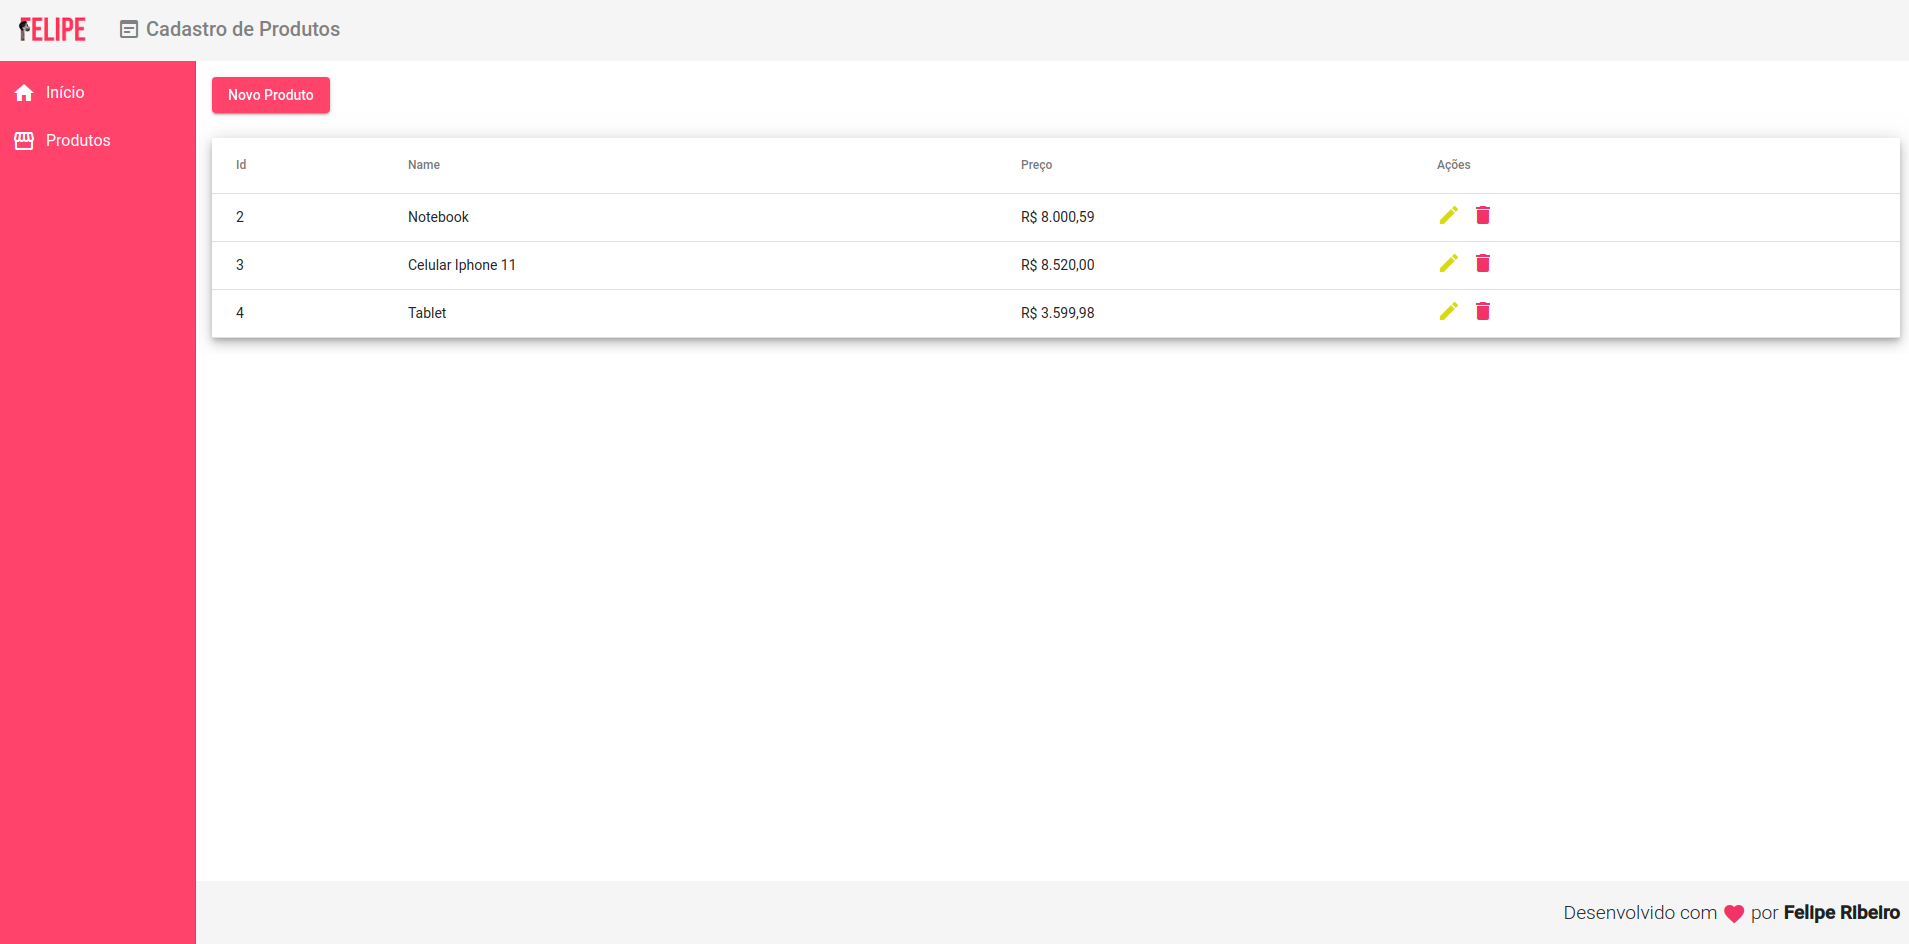 FELIPE
Cadastro de Produtos
Início
Produtos
Novo Produto
Id Name Preço Ações
2 Notebook R$ 8.000,59
3 Celular Iphone 11 R$ 8.520,00
4 Tablet R$ 3.599,98
Desenvolvido com por Felipe Ribeiro